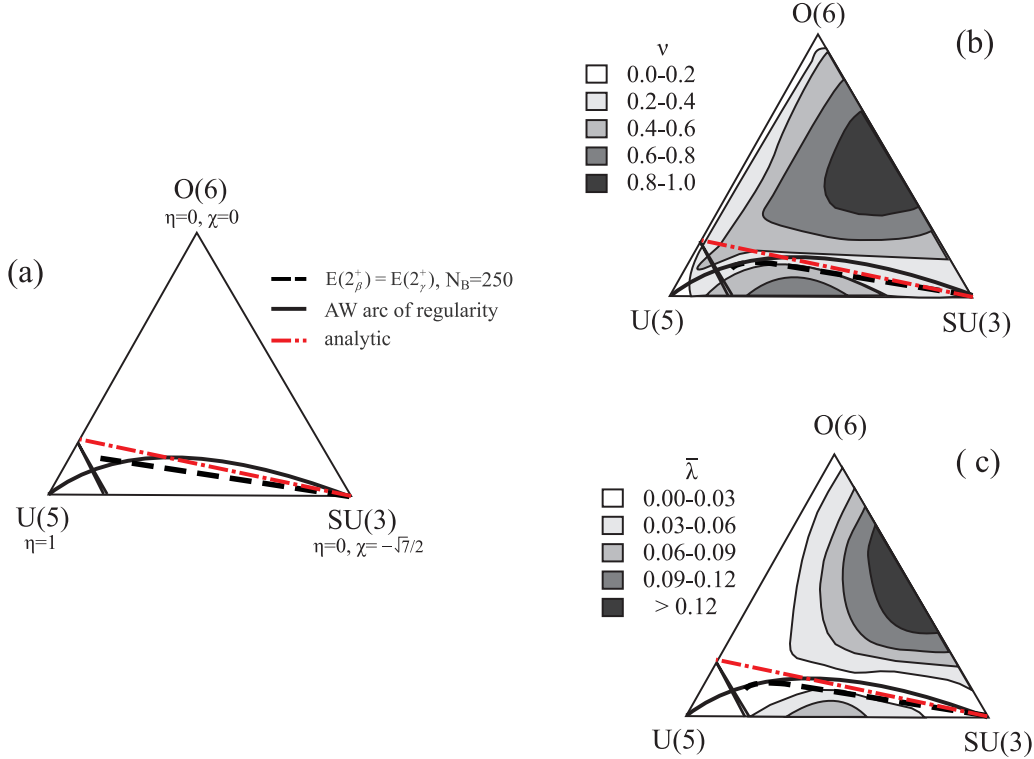 (a)
O(6)
η=0, χ=0
E(2⁺β) = E(2⁺γ), N_B=250
AW arc of regularity
analytic
U(5)
η=1
SU(3)
η=0, χ=−√7/2
(b)
O(6)
ν
0.0-0.2
0.2-0.4
0.4-0.6
0.6-0.8
0.8-1.0
U(5)
SU(3)
( c)
O(6)
λ̄
0.00-0.03
0.03-0.06
0.06-0.09
0.09-0.12
> 0.12
U(5)
SU(3)